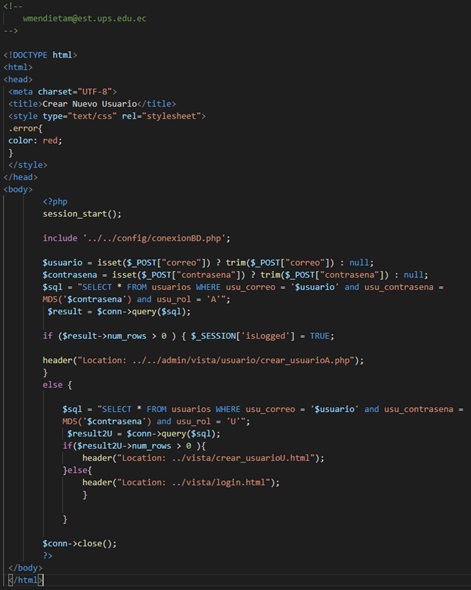 <!--
wmendietam@est.ups.edu.ec
-->
<!DOCTYPE html>
<html>
<head>
<meta charset="UTF-8">
<title>Crear Nuevo Usuario</title>
<style type="text/css" rel="stylesheet">
.error{
color: red;
}
</style>
</head>
<body>
<?php
session_start();
include '../../config/conexionBD.php';
$usuario = isset($_POST["correo"]) ? trim($_POST["correo"]) : null;
$contrasena = isset($_POST["contrasena"]) ? trim($_POST["contrasena"]) : null;
$sql = "SELECT * FROM usuarios WHERE usu_correo = '$usuario' and usu_contrasena =
MD5('$contrasena') and usu_rol = 'A'";
$result = $conn->query($sql);
if ($result->num_rows > 0 ) { $_SESSION['isLogged'] = TRUE;
header("Location: ../../admin/vista/usuario/crear_usuarioA.php");
}
else {
$sql = "SELECT * FROM usuarios WHERE usu_correo = '$usuario' and usu_contrasena =
MD5('$contrasena') and usu_rol = 'U'";
$result2U = $conn->query($sql);
if($result2U->num_rows > 0 ){
header("Location: ../vista/crear_usuarioU.html");
}else{
header("Location: ../vista/login.html");
}
}
$conn->close();
?>
</body>
</html>